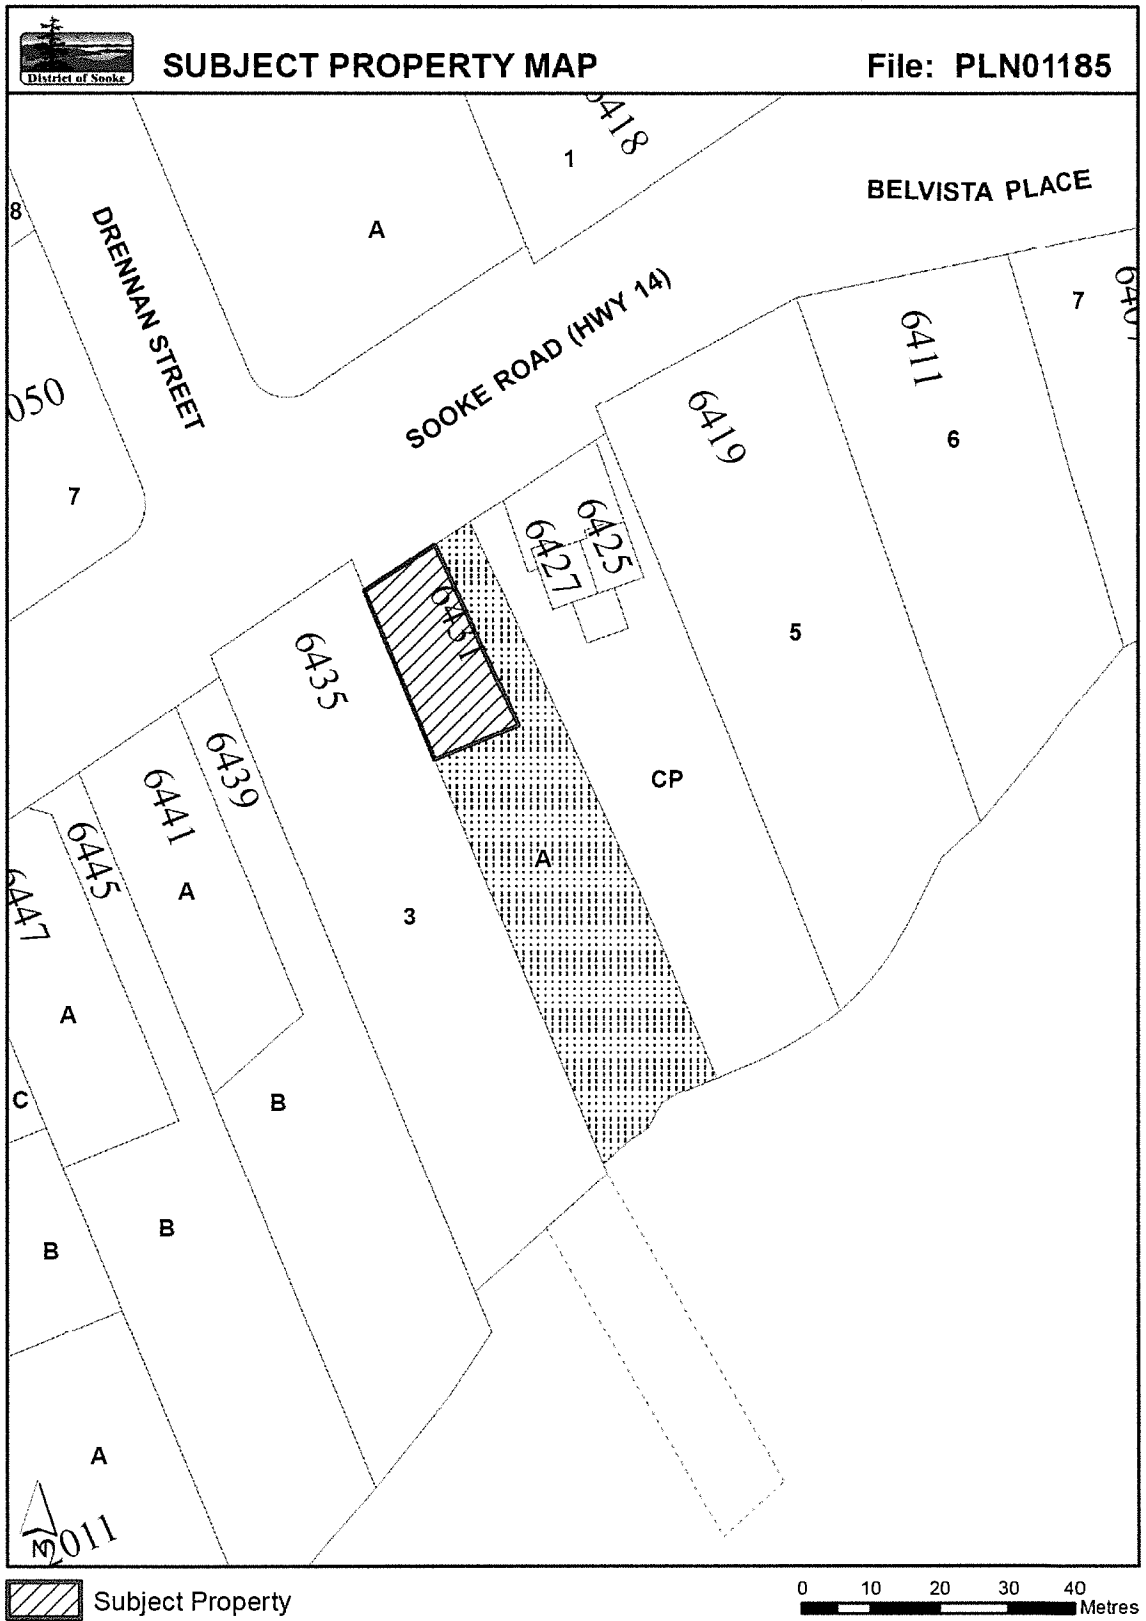 District of Sooke
SUBJECT PROPERTY MAP
File: PLN01185
1
BELVISTA PLACE
8
DRENNAN STREET
A
SOOKE ROAD (HWY 14)
7
6411
050
6419
6
7
6425
6427
6431
5
6435
6439
CP
6441
6445
A
A
3
6447
A
C
B
B
B
A
N
2011
Subject Property
0 10 20 30 40
Metres